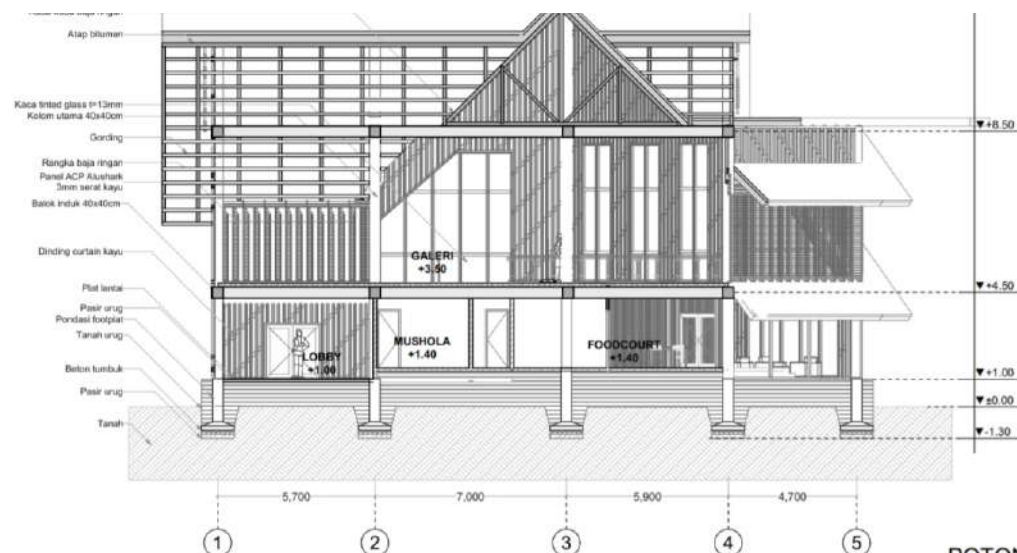 Atap bitumen
Kaca tinted glass t=13mm
Kolom utama 40x40cm
Gording
Rangka baja ringan
Panel ACP Alushark
3mm serat kayu
Balok induk 40x40cm
Dinding curtain kayu
Plat lantai
Pasir urug
Pondasi footplat
Tanah urug
Beton tumbuk
Pasir urug
Tanah
GALERI
+3.50
LOBBY
+1.00
MUSHOLA
+1.40
FOODCOURT
+1.40
+8.50
+4.50
+1.00
±0.00
-1.30
5,700
7,000
5,900
4,700
1
2
3
4
5